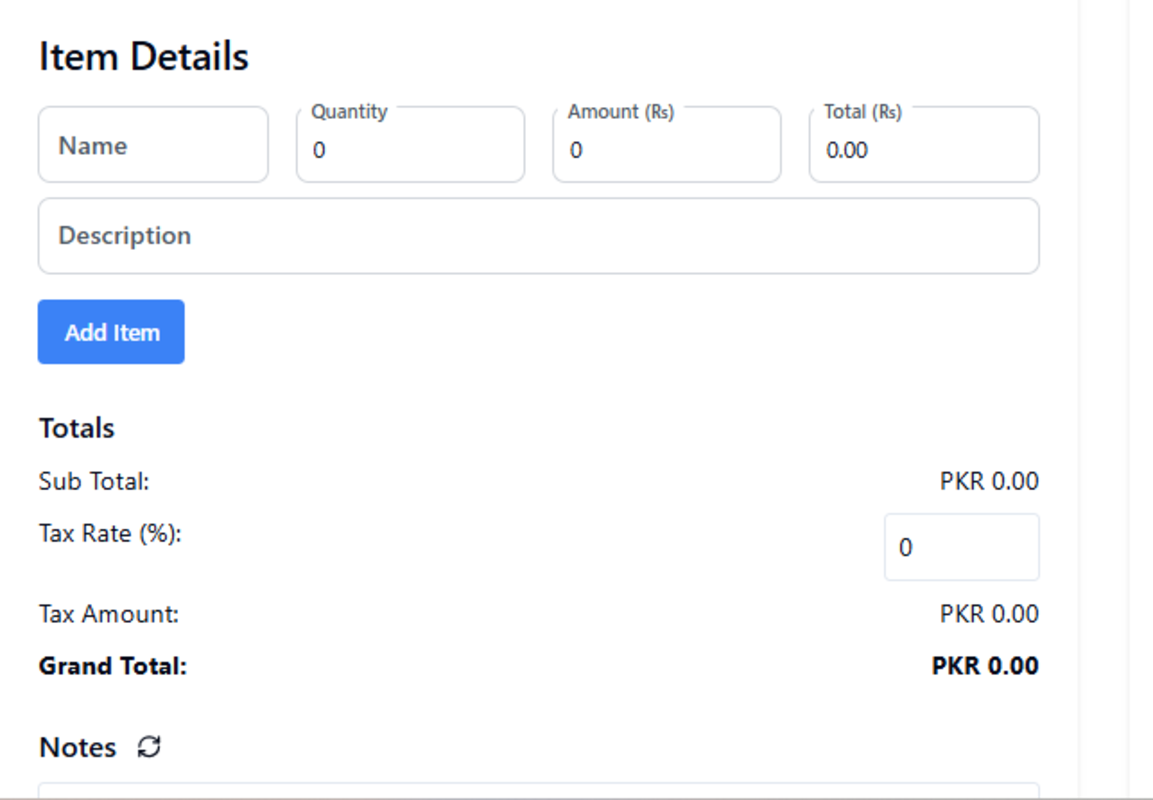 Item Details
Name Quantity 0 Amount (₨) 0 Total (₨) 0.00
Description
Add Item
Totals
Sub Total: PKR 0.00
Tax Rate (%): 0
Tax Amount: PKR 0.00
Grand Total: PKR 0.00
Notes